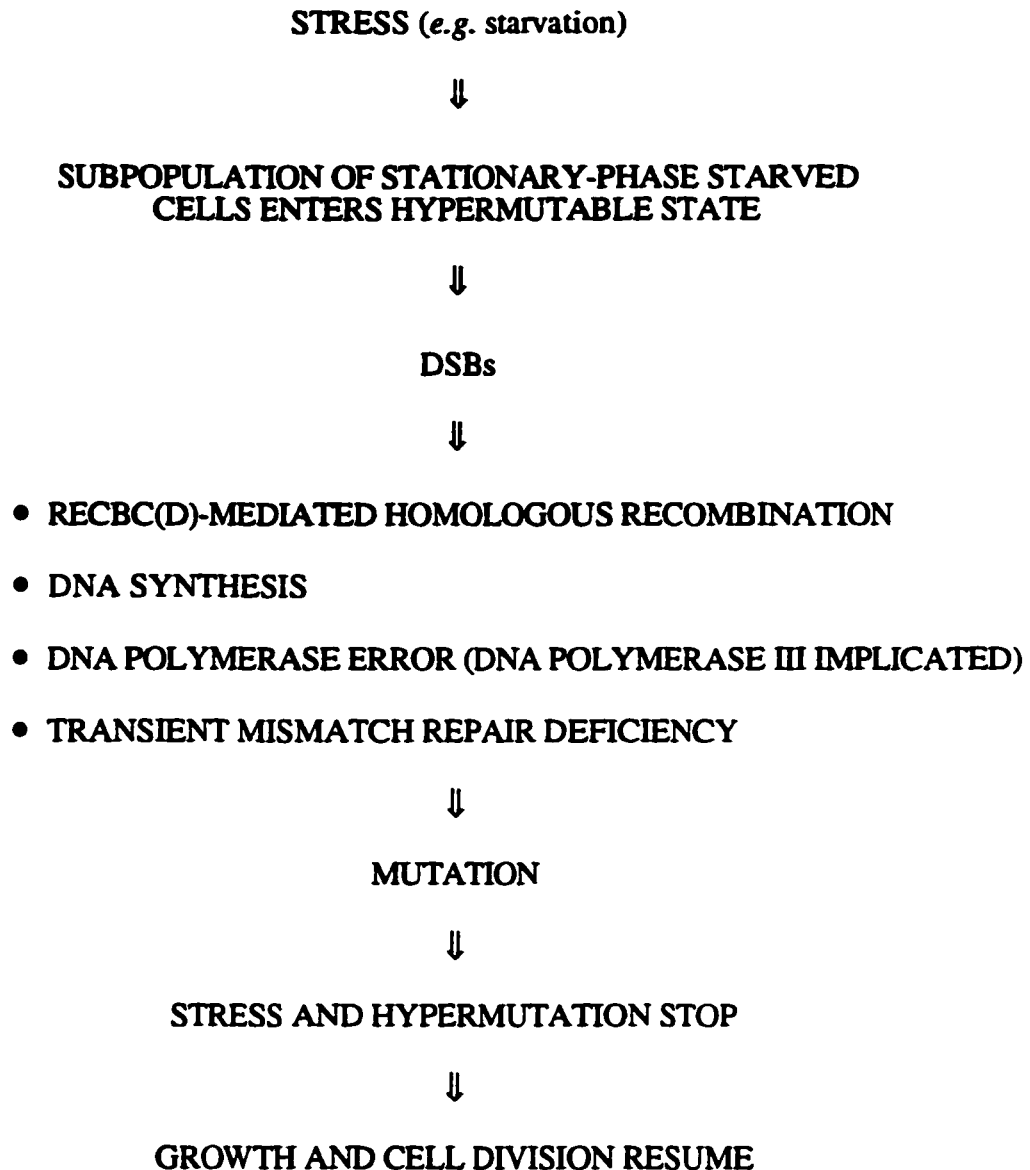 STRESS (e.g. starvation)
⇓
SUBPOPULATION OF STATIONARY-PHASE STARVED
CELLS ENTERS HYPERMUTABLE STATE
⇓
DSBs
⇓
• RECBC(D)-MEDIATED HOMOLOGOUS RECOMBINATION
• DNA SYNTHESIS
• DNA POLYMERASE ERROR (DNA POLYMERASE III IMPLICATED)
• TRANSIENT MISMATCH REPAIR DEFICIENCY
⇓
MUTATION
⇓
STRESS AND HYPERMUTATION STOP
⇓
GROWTH AND CELL DIVISION RESUME